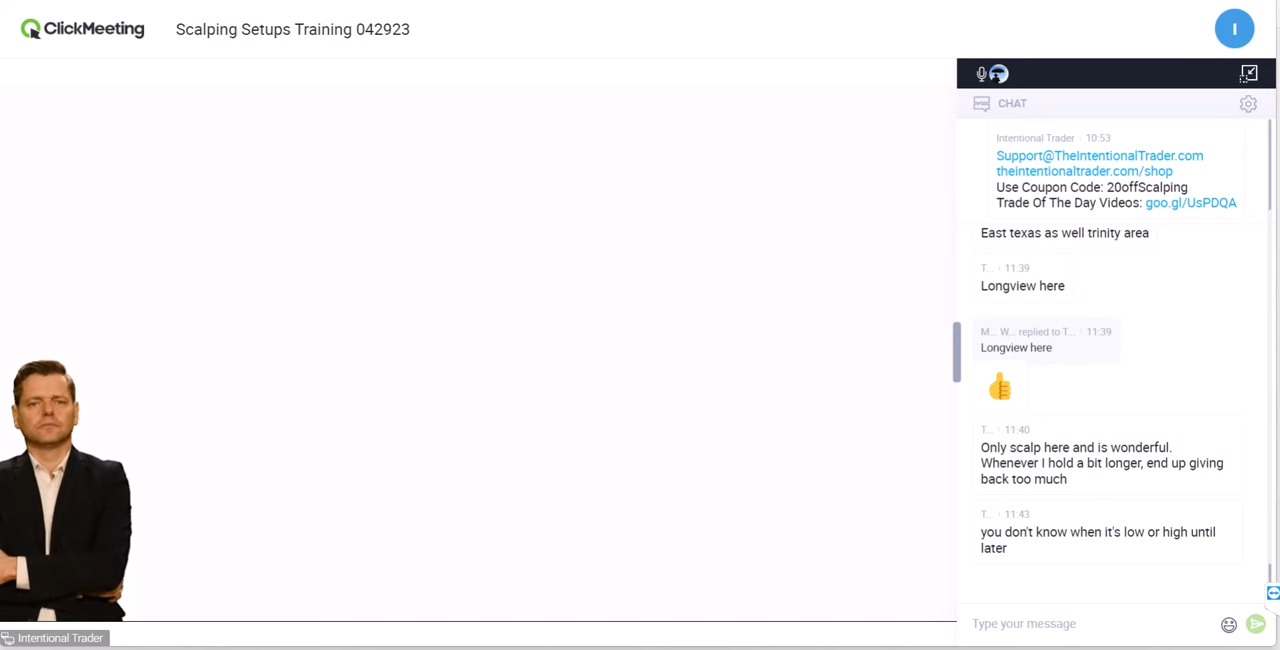 ClickMeeting
Scalping Setups Training 042923
I
CHAT
Intentional Trader 10:53
Support@TheIntentionalTrader.com
theintentionaltrader.com/shop
Use Coupon Code: 20offScalping
Trade Of The Day Videos: goo.gl/UsPDQA
East texas as well trinity area
T... 11:39
Longview here
M... W... replied to T... 11:39
Longview here
T... 11:40
Only scalp here and is wonderful.
Whenever I hold a bit longer, end up giving
back too much
T... 11:43
you don't know when it's low or high until
later
Type your message
Intentional Trader